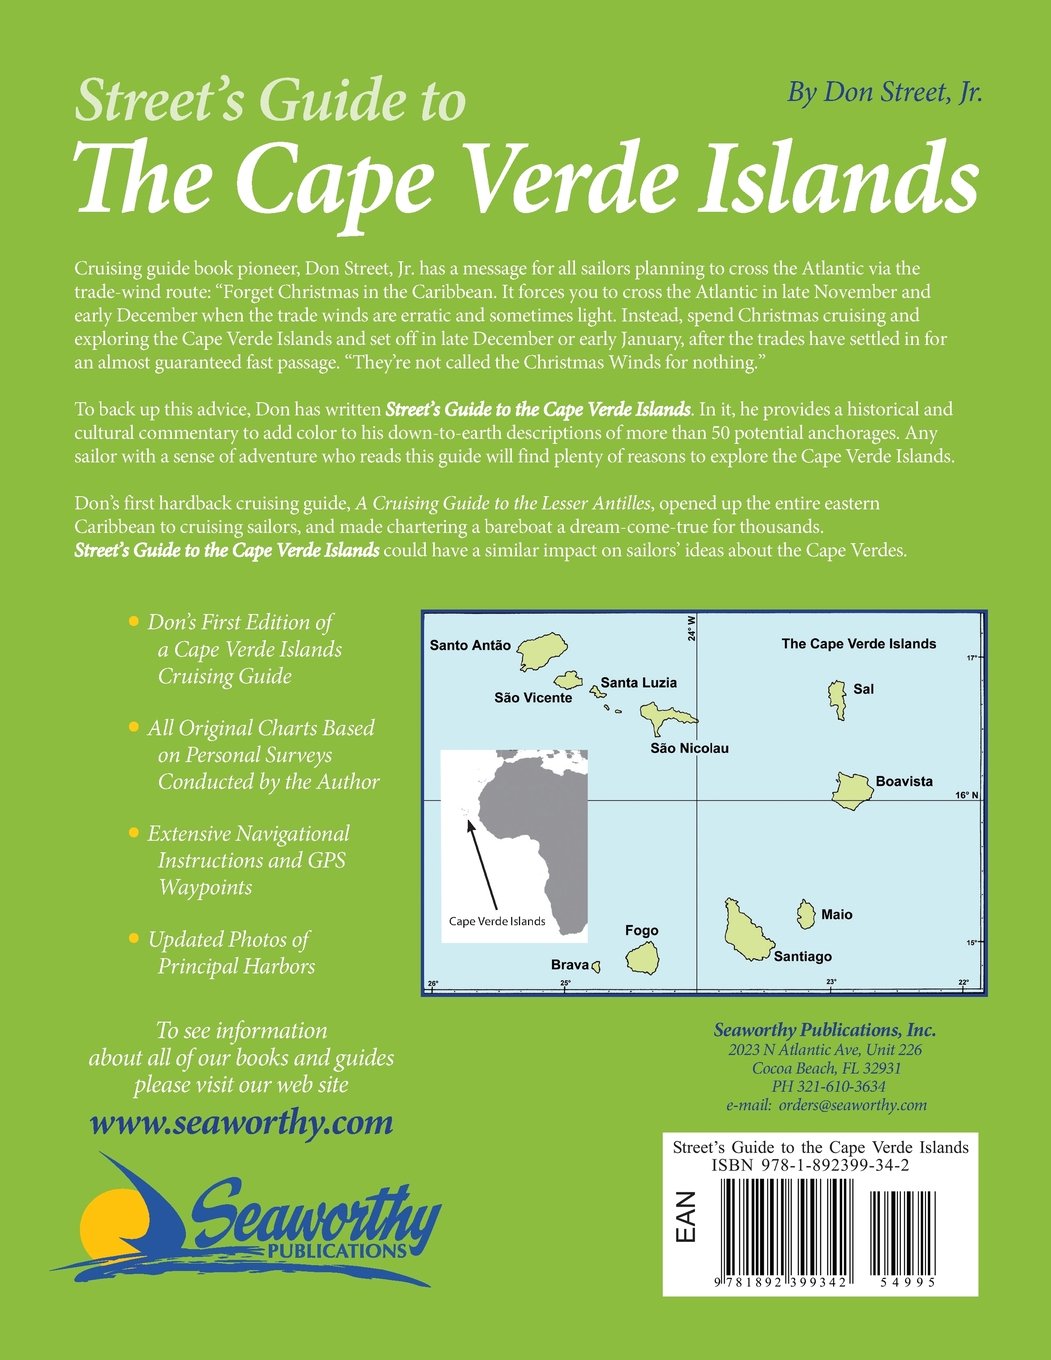 Street's Guide to
By Don Street, Jr.
The Cape Verde Islands
Cruising guide book pioneer, Don Street, Jr. has a message for all sailors planning to cross the Atlantic via the
trade-wind route: “Forget Christmas in the Caribbean. It forces you to cross the Atlantic in late November and
early December when the trade winds are erratic and sometimes light. Instead, spend Christmas cruising and
exploring the Cape Verde Islands and set off in late December or early January, after the trades have settled in for
an almost guaranteed fast passage. “They’re not called the Christmas Winds for nothing.”
To back up this advice, Don has written Street’s Guide to the Cape Verde Islands. In it, he provides a historical and
cultural commentary to add color to his down-to-earth descriptions of more than 50 potential anchorages. Any
sailor with a sense of adventure who reads this guide will find plenty of reasons to explore the Cape Verde Islands.
Don’s first hardback cruising guide, A Cruising Guide to the Lesser Antilles, opened up the entire eastern
Caribbean to cruising sailors, and made chartering a bareboat a dream-come-true for thousands.
Street’s Guide to the Cape Verde Islands could have a similar impact on sailors’ ideas about the Cape Verdes.
• Don’s First Edition of
a Cape Verde Islands
Cruising Guide
• All Original Charts Based
on Personal Surveys
Conducted by the Author
• Extensive Navigational
Instructions and GPS
Waypoints
• Updated Photos of
Principal Harbors
24° W
The Cape Verde Islands
Santo Antão
17°
Santa Luzia
Sal
São Vicente
São Nicolau
Boavista
16° N
Cape Verde Islands
Maio
Fogo
15°
Santiago
Brava
26°
25°
23°
22°
To see information
about all of our books and guides
please visit our web site
www.seaworthy.com
Seaworthy
PUBLICATIONS
Seaworthy Publications, Inc.
2023 N Atlantic Ave, Unit 226
Cocoa Beach, FL 32931
PH 321-610-3634
e-mail: orders@seaworthy.com
Street’s Guide to the Cape Verde Islands
ISBN 978-1-892399-34-2
EAN
9 781892 399342
54995